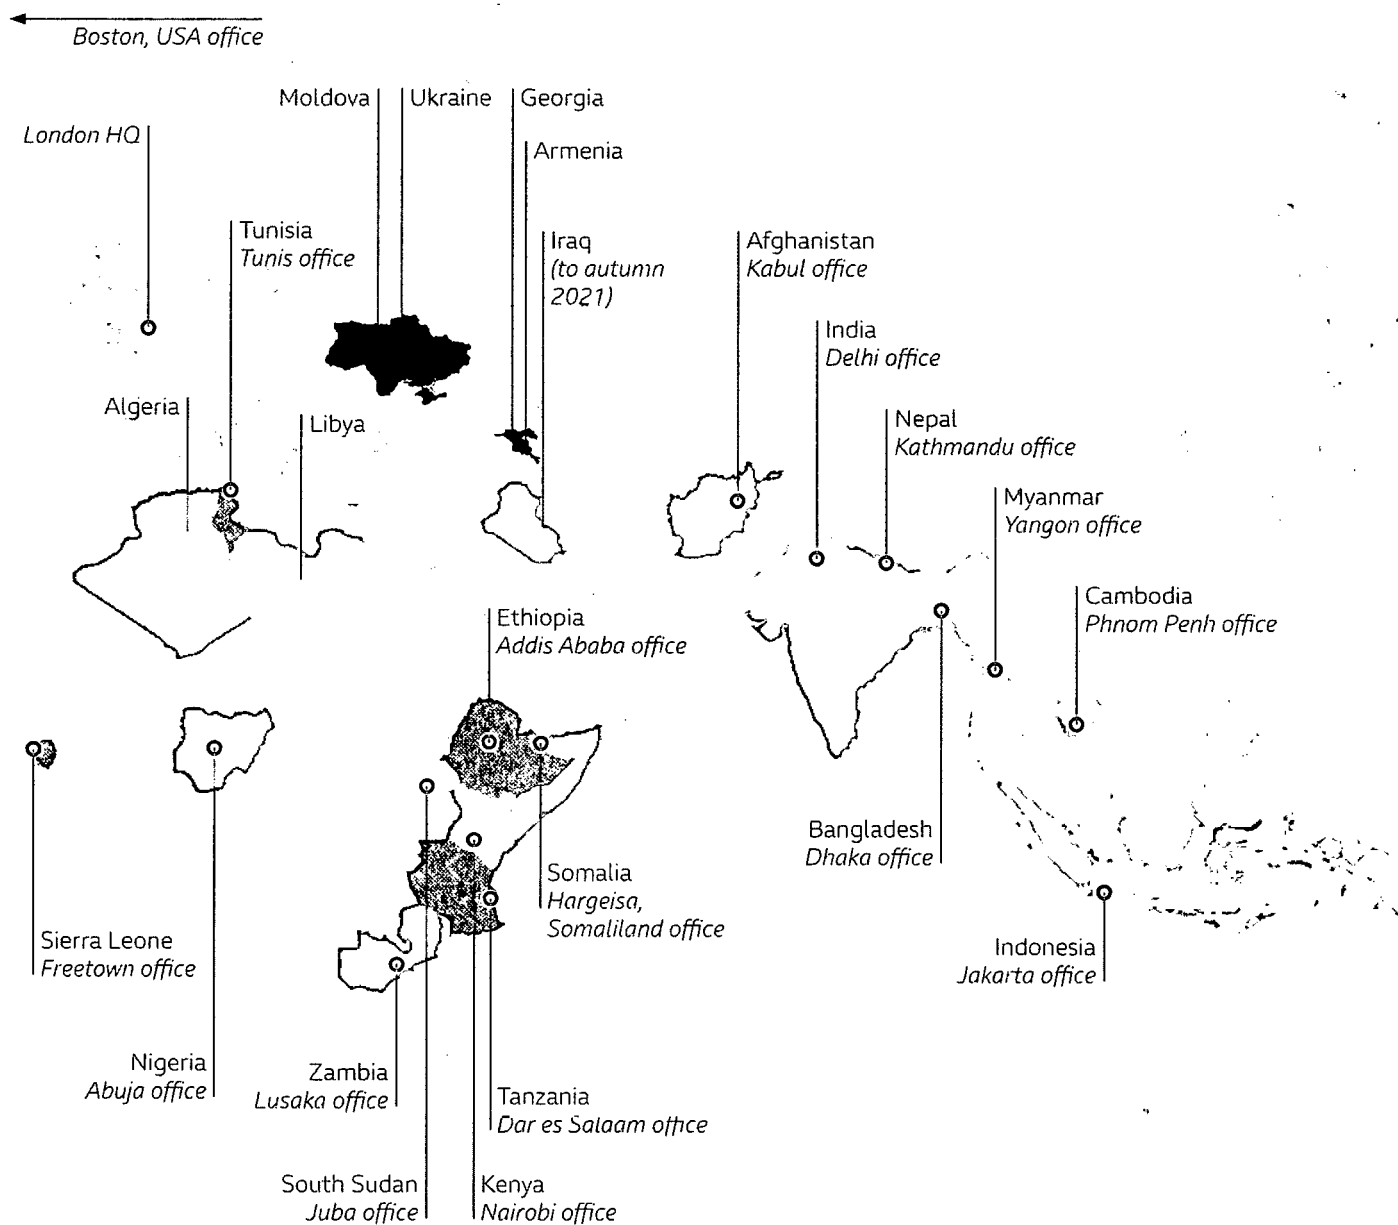 Boston, USA office
Moldova
Ukraine
Georgia
London HQ
Armenia
Tunisia
Tunis office
Iraq
(to autumn
2021)
Afghanistan
Kabul office
India
Delhi office
Algeria
Libya
Nepal
Kathmandu office
Myanmar
Yangon office
Cambodia
Phnom Penh office
Ethiopia
Addis Ababa office
Bangladesh
Dhaka office
Somalia
Hargeisa,
Somaliland office
Sierra Leone
Freetown office
Indonesia
Jakarta office
Nigeria
Abuja office
Zambia
Lusaka office
Tanzania
Dar es Salaam office
South Sudan
Juba office
Kenya
Nairobi office